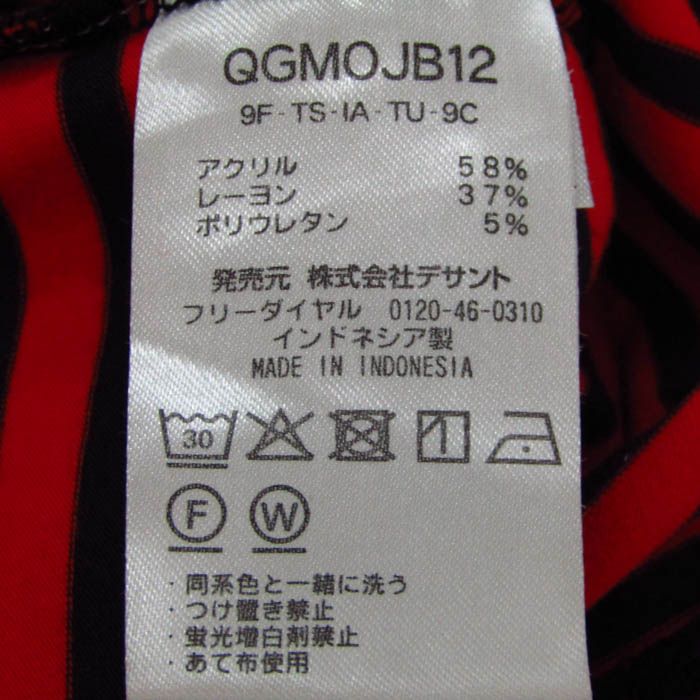 QGMOJB12
9F-TS-IA-TU-9C
アクリル 58%
レーヨン 37%
ポリウレタン 5%
発売元 株式会社デサント
フリーダイヤル 0120-46-0310
インドネシア製
MADE IN INDONESIA
30
F W
・同系色と一緒に洗う
・つけ置き禁止
・蛍光増白剤禁止
・あて布使用